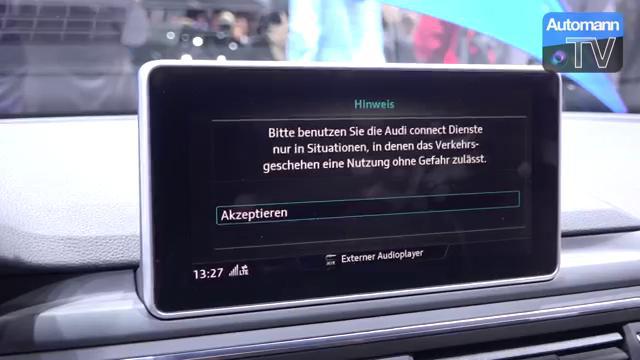 Automann
TV
Hinweis
Bitte benutzen Sie die Audi connect Dienste
nur in Situationen, in denen das Verkehrs-
geschehen eine Nutzung ohne Gefahr zulässt.
Akzeptieren
Externer Audioplayer
13:27
LTE